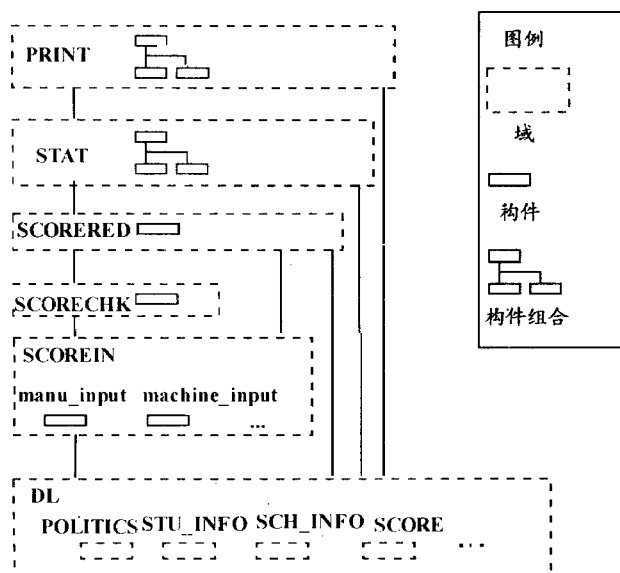 PRINT
STAT
SCORERED
SCORECHK
SCOREIN
manu_input machine_input
...
DL
POLITICS STU_INFO SCH_INFO SCORE
...
图例
域
构件
构件组合